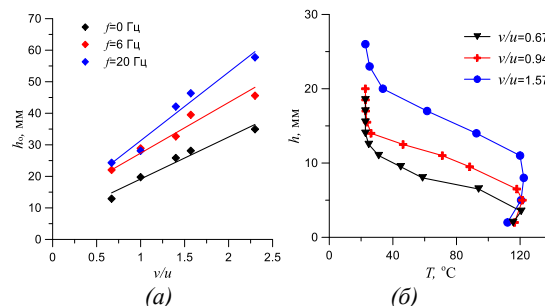 (a)
f=0 Гц
f=6 Гц
f=20 Гц
h₀, мм
70
60
50
40
30
20
10
0
0.5 1.0 1.5 2.0 2.5
v/u
(а)
v/u=0.67
v/u=0.94
v/u=1.57
h, мм
30
20
10
0
0 40 80 120
T, °C
(б)